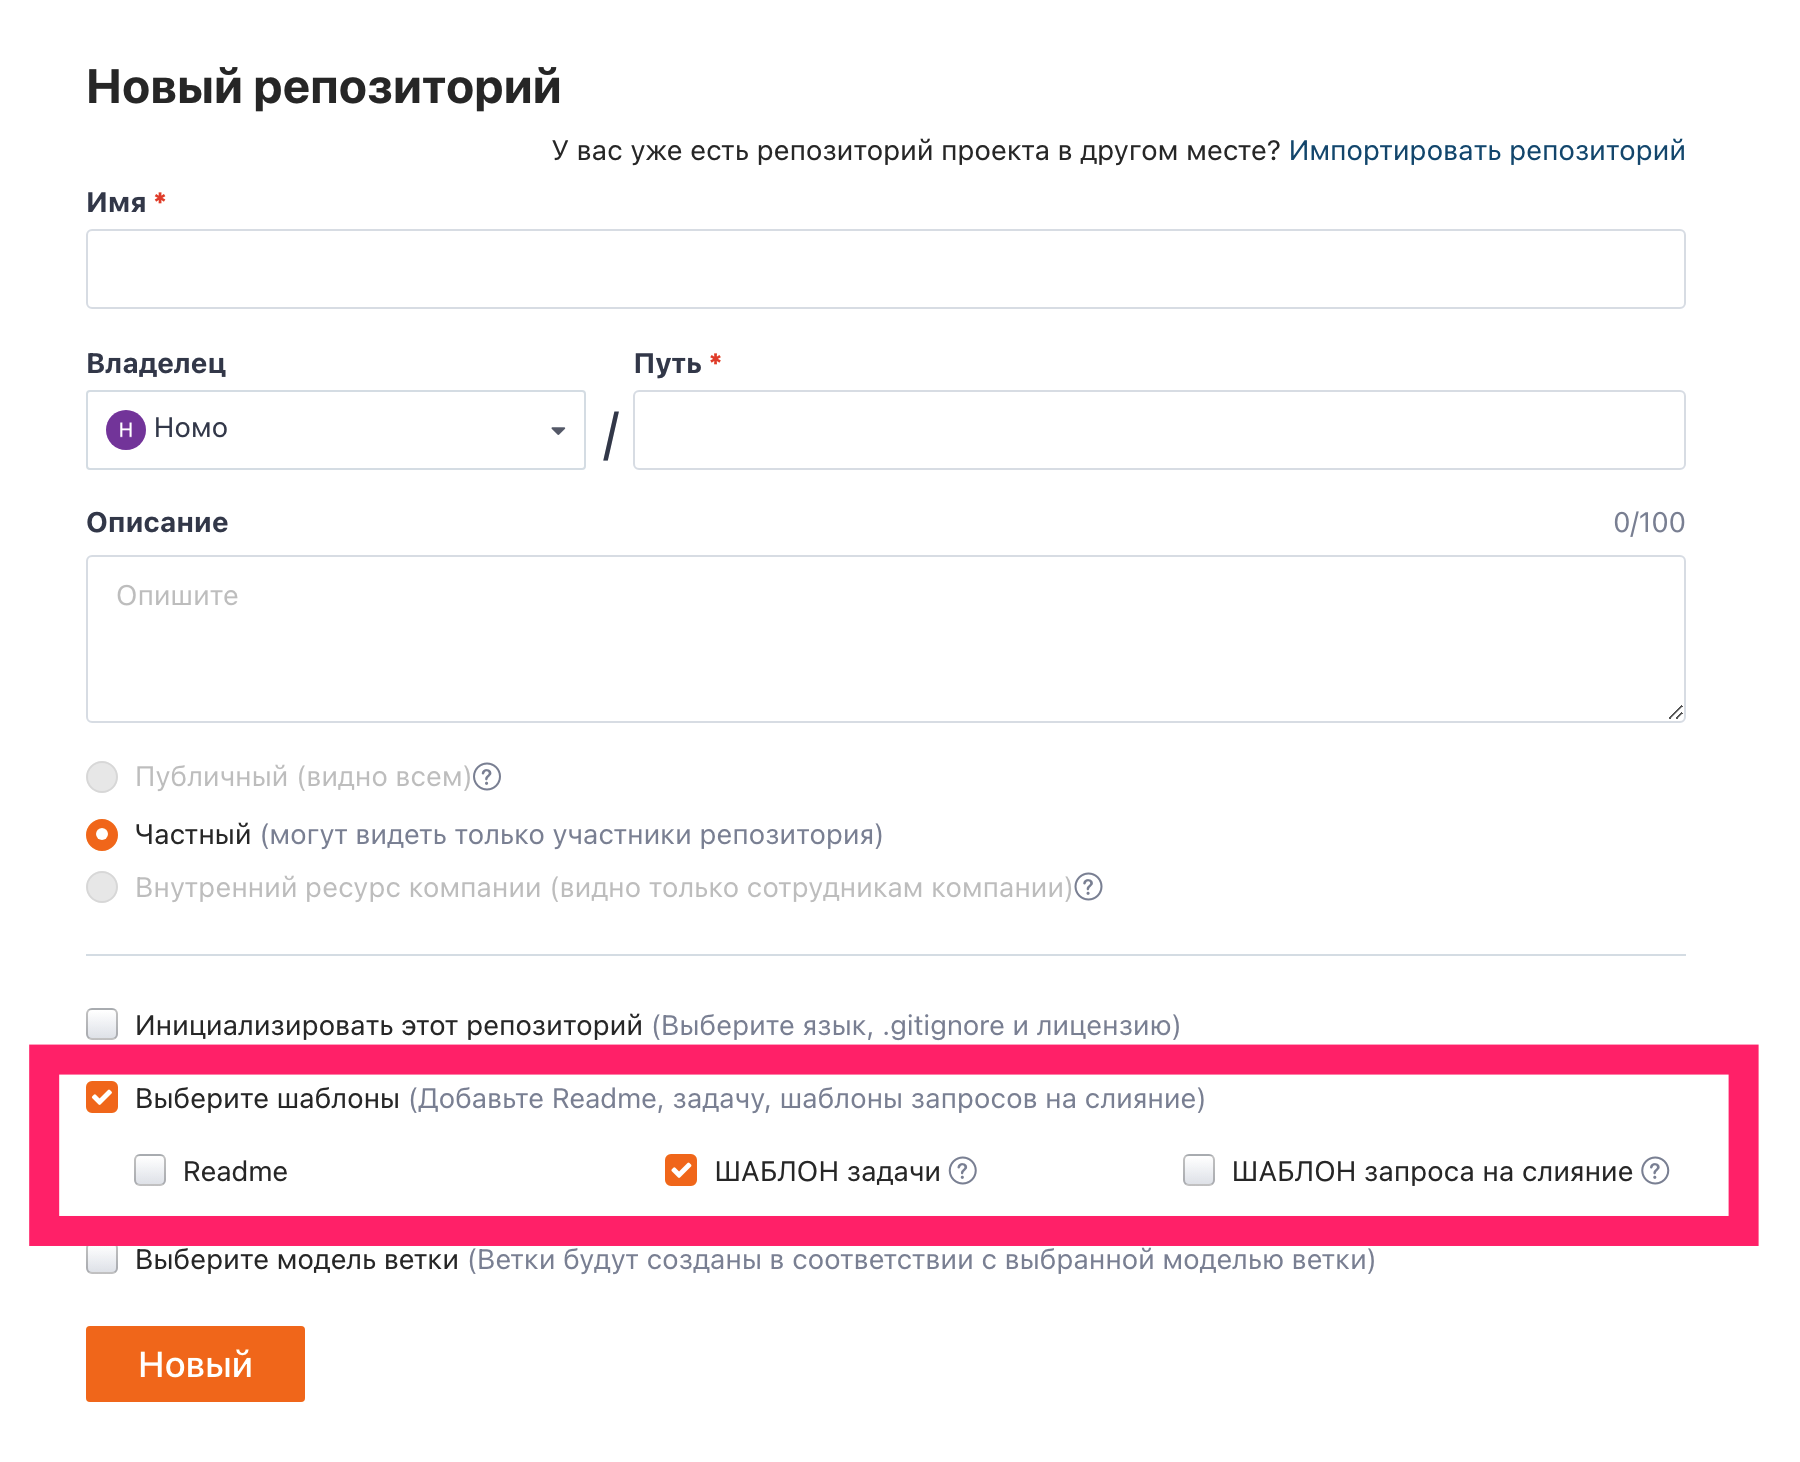 Новый репозиторий
У вас уже есть репозиторий проекта в другом месте? Импортировать репозиторий
Имя *
Владелец
Путь *
Н Номо
/
Описание
0/100
Опишите
Публичный (видно всем) ?
Частный (могут видеть только участники репозитория)
Внутренний ресурс компании (видно только сотрудникам компании) ?
Инициализировать этот репозиторий (Выберите язык, .gitignore и лицензию)
Выберите шаблоны (Добавьте Readme, задачу, шаблоны запросов на слияние)
Readme
ШАБЛОН задачи ?
ШАБЛОН запроса на слияние ?
Выберите модель ветки (Ветки будут созданы в соответствии с выбранной моделью ветки)
Новый